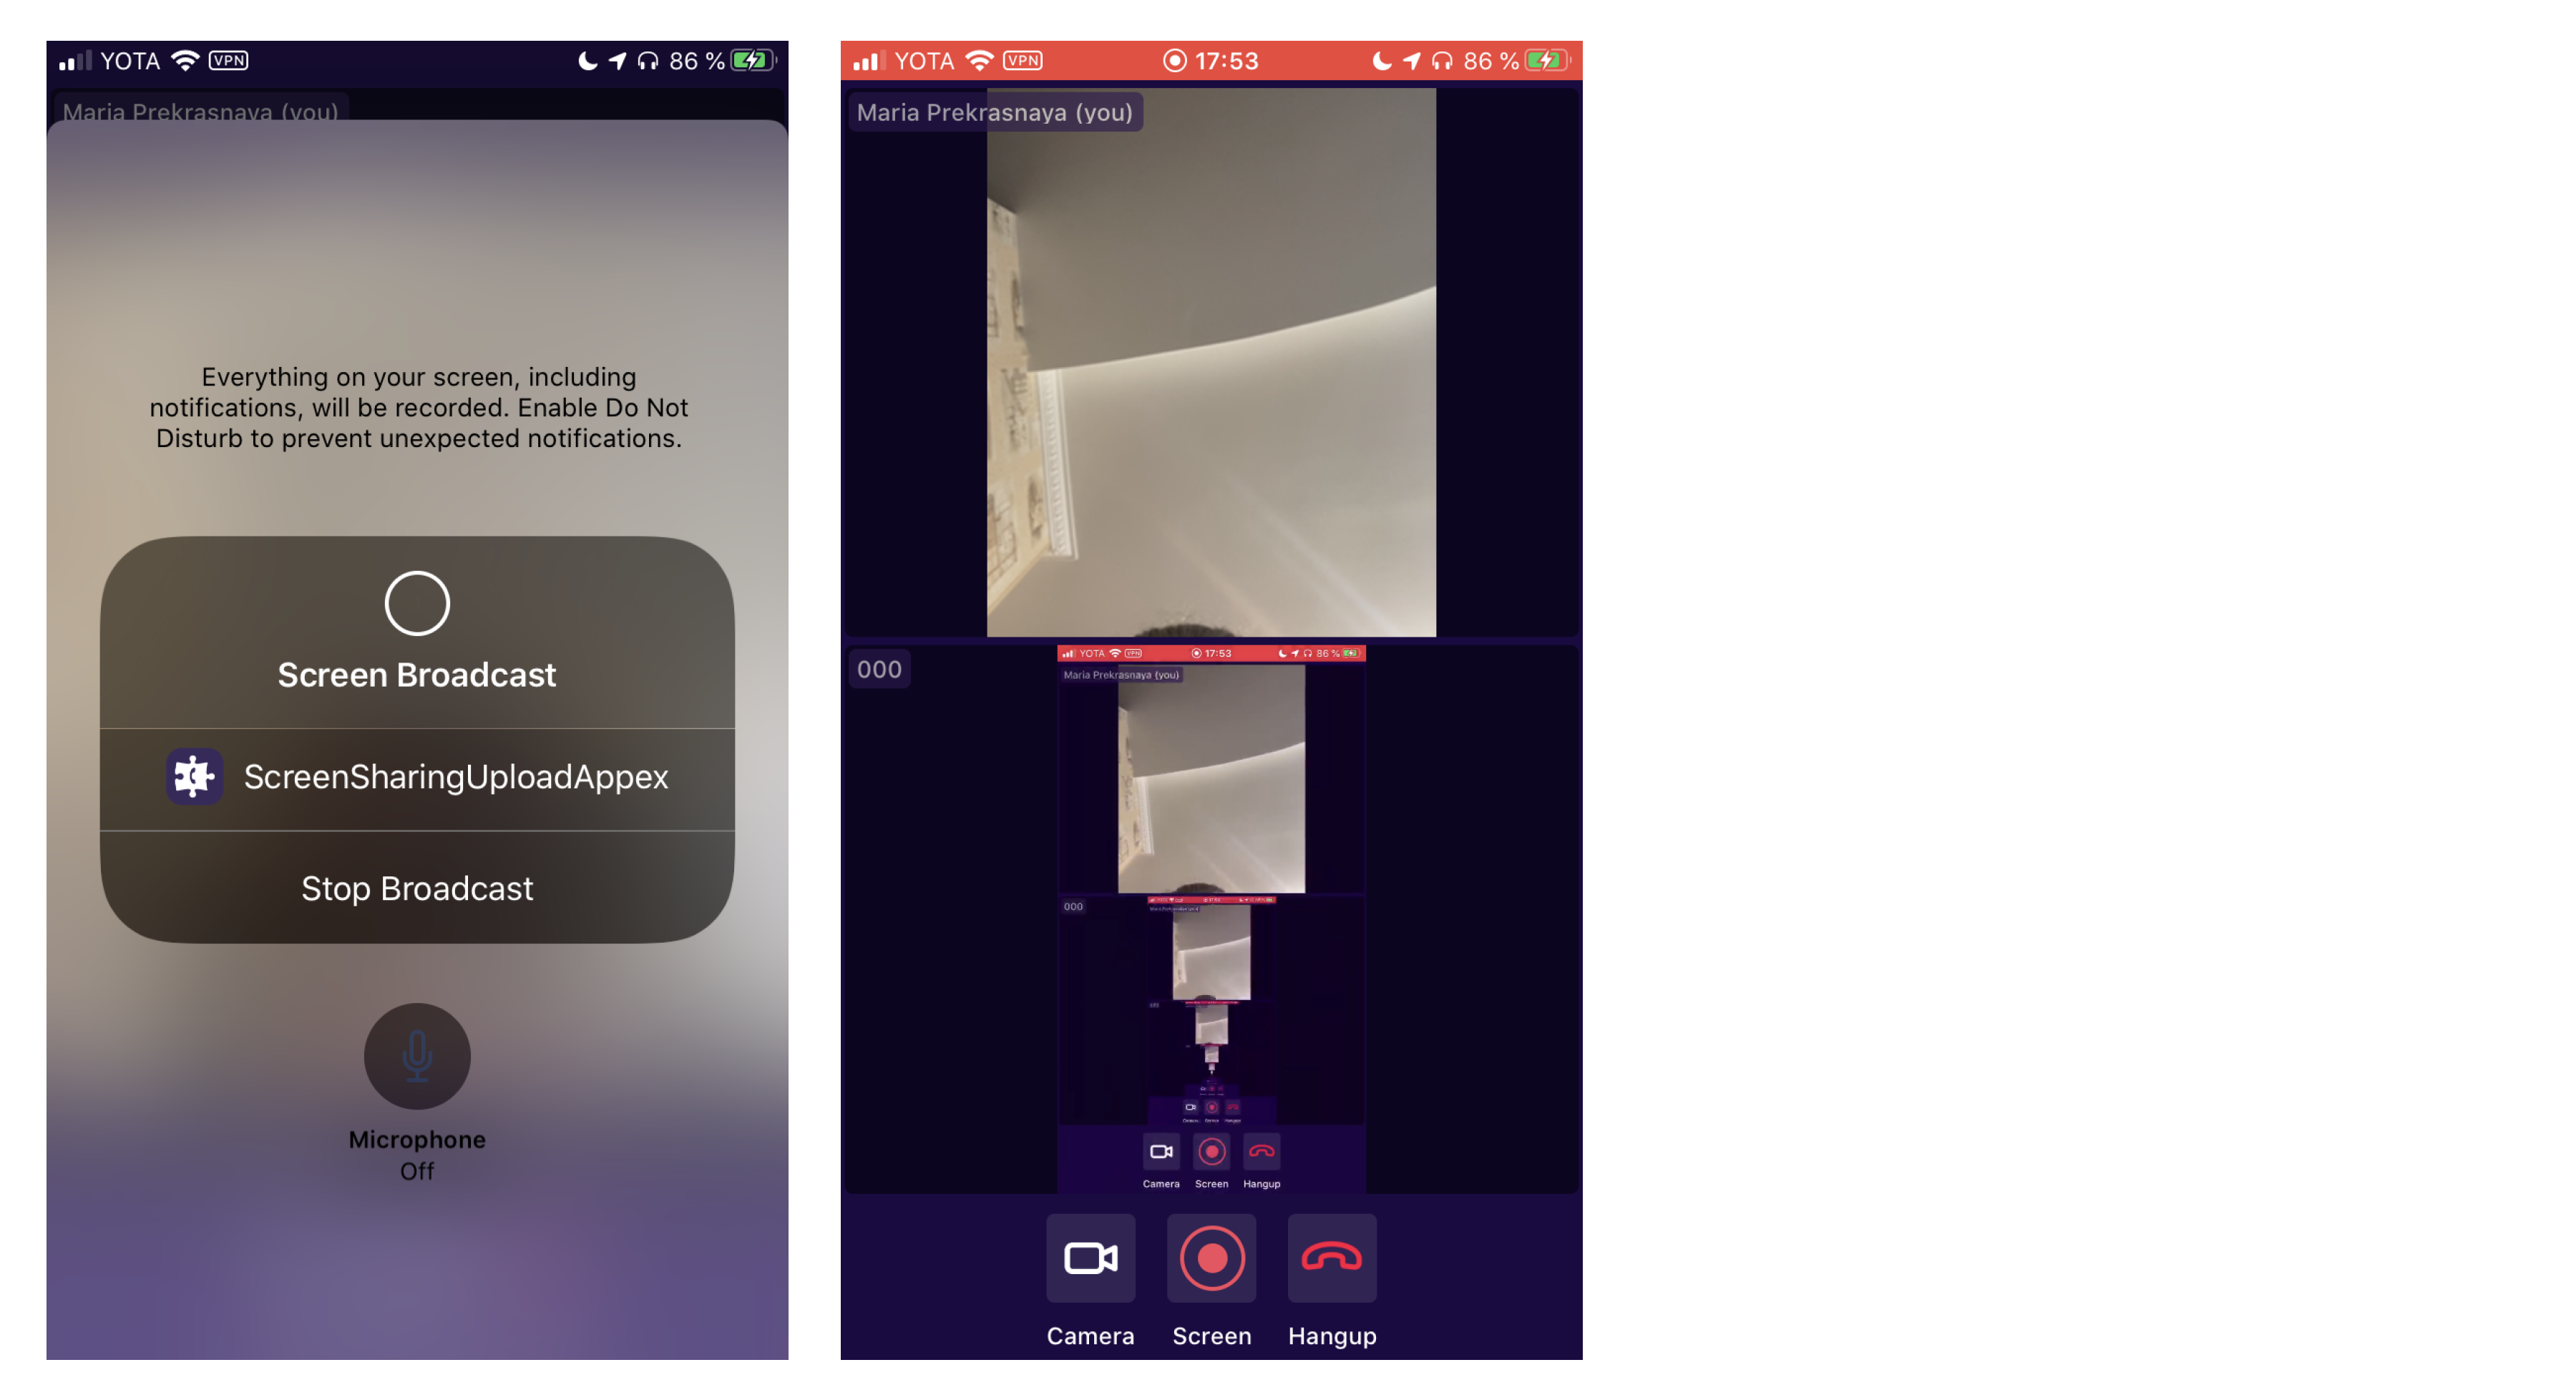 YOTA VPN 86 %
Maria Prekrasnaya (you)
Everything on your screen, including
notifications, will be recorded. Enable Do Not
Disturb to prevent unexpected notifications.
Screen Broadcast
ScreenSharingUploadAppex
Stop Broadcast
Microphone
Off
YOTA VPN 17:53 86 %
Maria Prekrasnaya (you)
000
YOTA VPN 17:53 86 %
Maria Prekrasnaya (you)
000
Camera Screen Hangup
Camera Screen Hangup